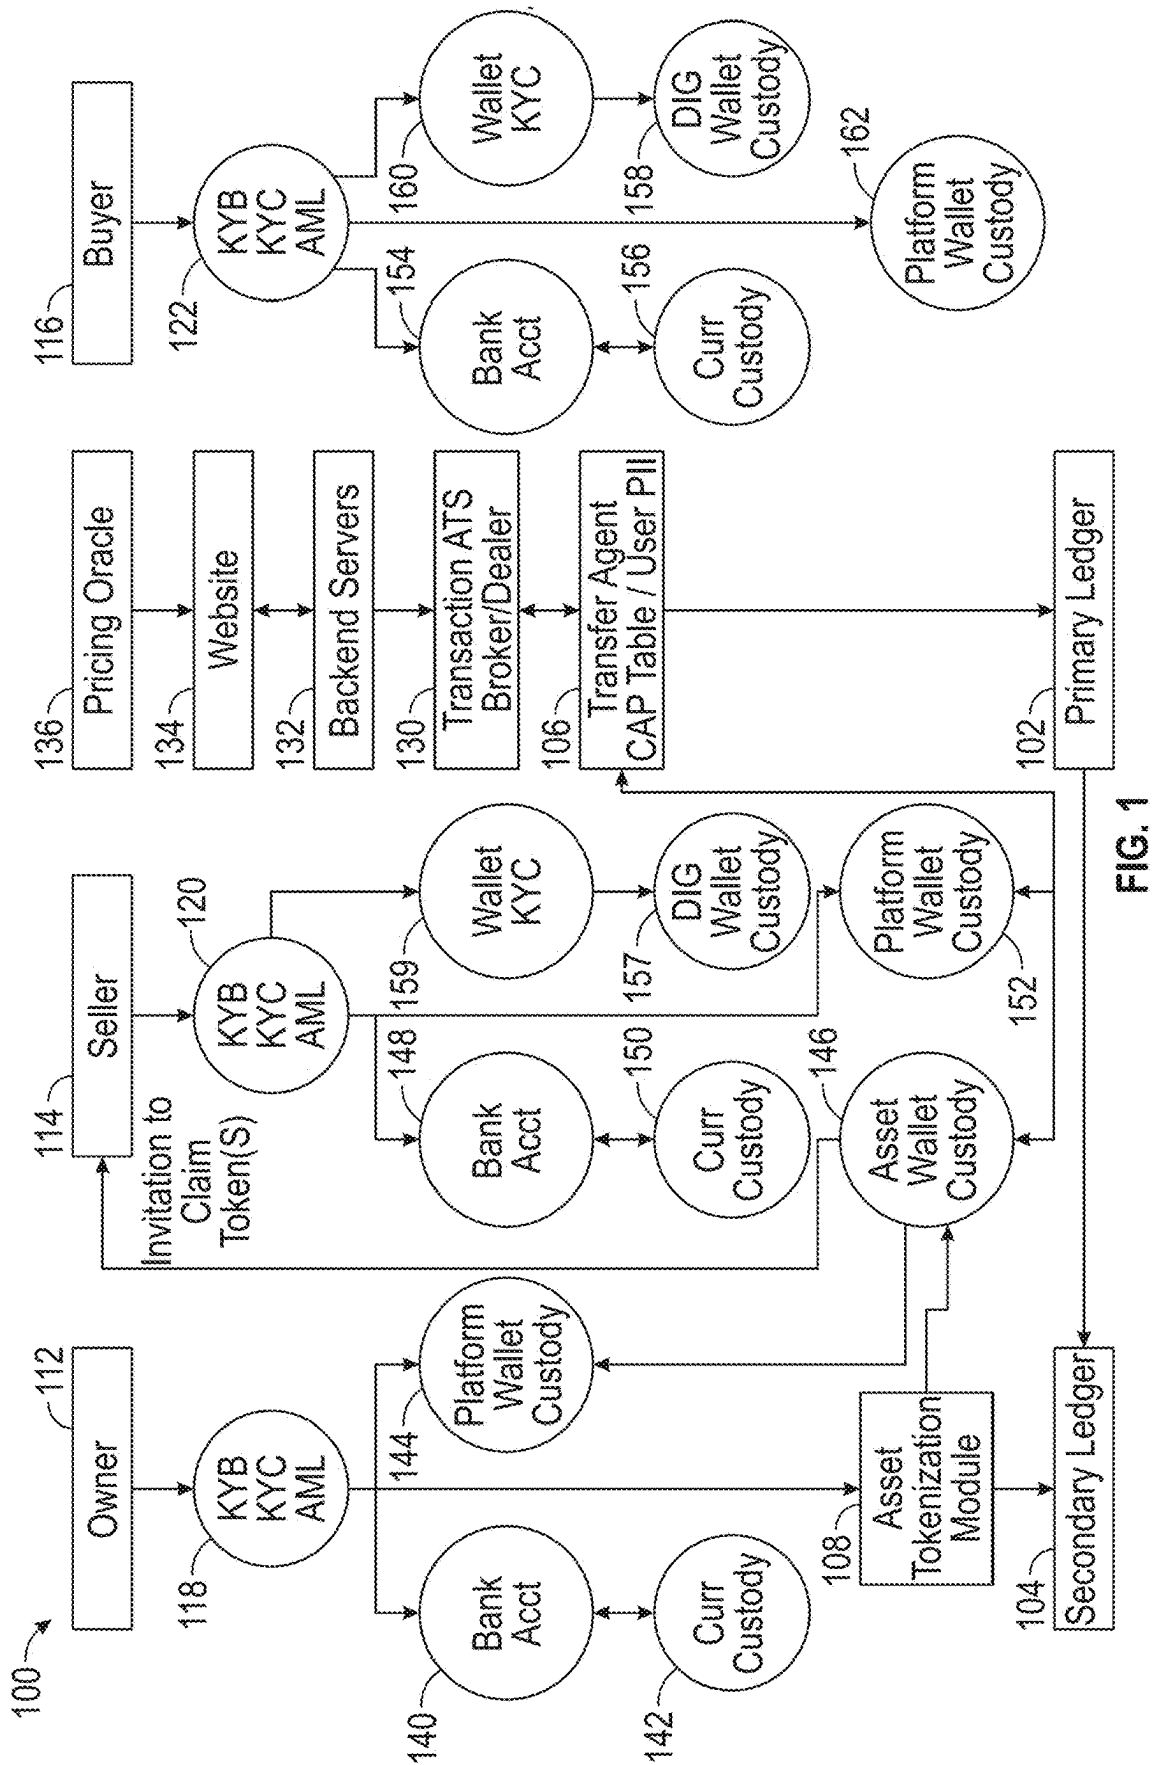 100
Owner
112
KYB
KYC
AML
118
Bank
Acct
140
Curr
Custody
142
Platform
Wallet
Custody
144
Asset
Tokenization
Module
108
Secondary Ledger
104
Invitation to
Claim
Token(S)
Seller
114
KYB
KYC
AML
120
Bank
Acct
148
Curr
Custody
150
Asset
Wallet
Custody
146
Wallet
KYC
159
DIG
Wallet
Custody
157
Platform
Wallet
Custody
152
Pricing Oracle
136
Website
134
Backend Servers
132
Transaction ATS
Broker/Dealer
130
Transfer Agent
CAP Table / User PII
106
Primary Ledger
102
Buyer
116
KYB
KYC
AML
122
Bank
Acct
154
Curr
Custody
156
Wallet
KYC
160
DIG
Wallet
Custody
158
Platform
Wallet
Custody
162
FIG. 1